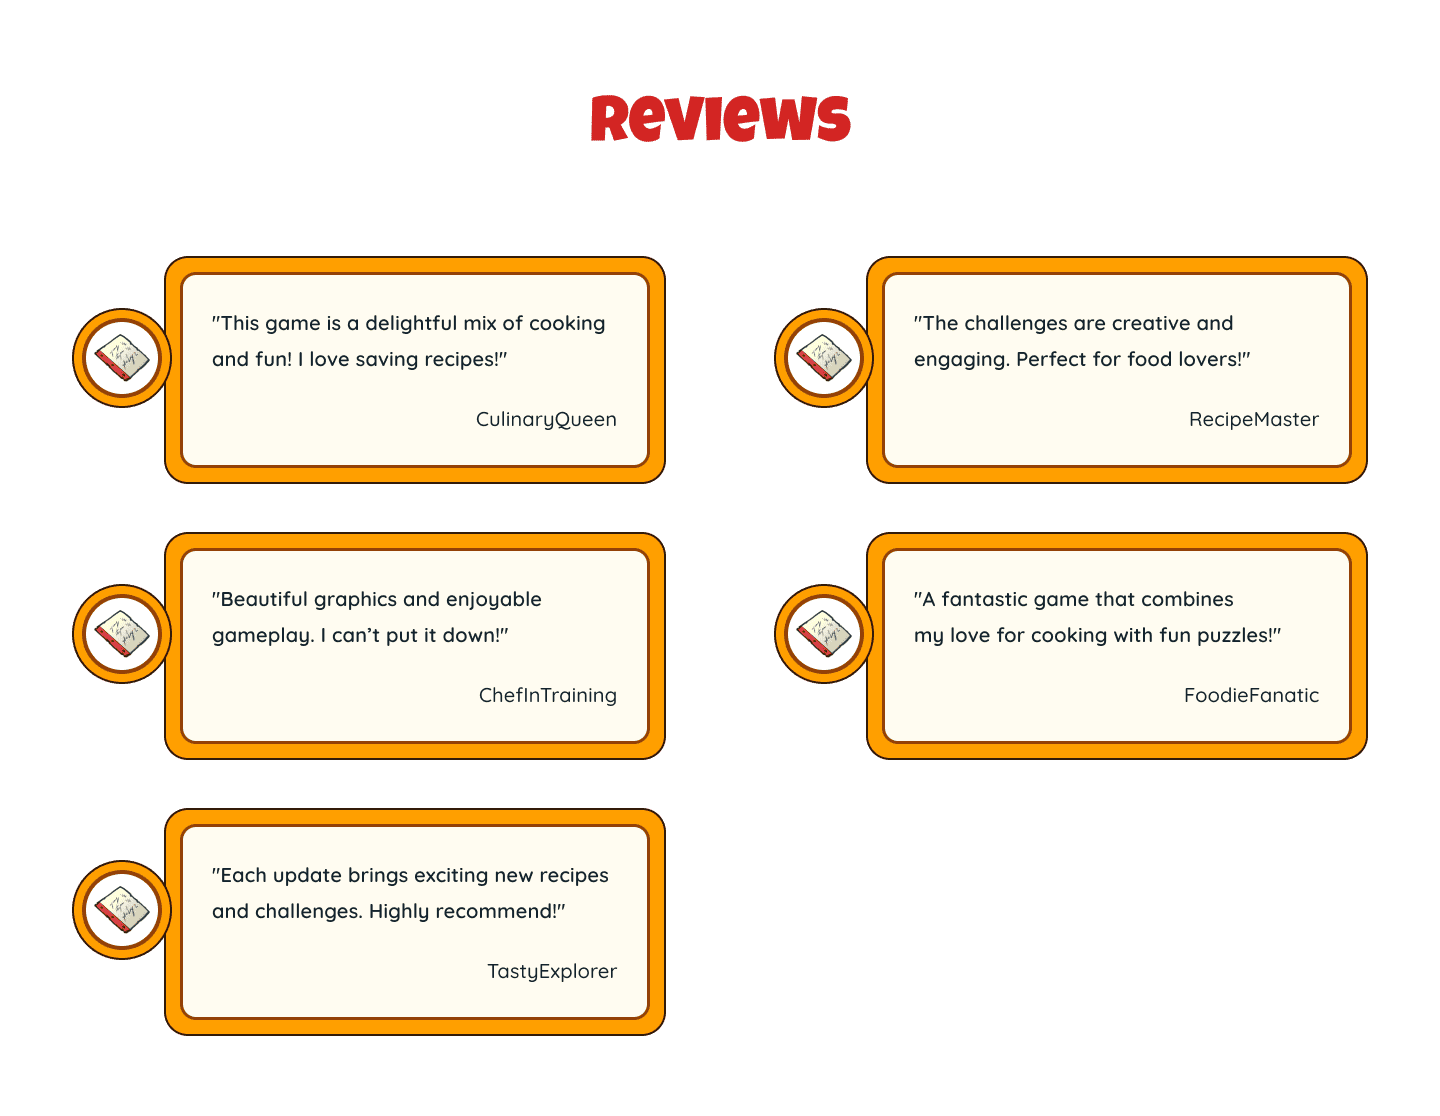 Reviews
"This game is a delightful mix of cooking
and fun! I love saving recipes!"
CulinaryQueen
"The challenges are creative and
engaging. Perfect for food lovers!"
RecipeMaster
"Beautiful graphics and enjoyable
gameplay. I can’t put it down!"
ChefInTraining
"A fantastic game that combines
my love for cooking with fun puzzles!"
FoodieFanatic
"Each update brings exciting new recipes
and challenges. Highly recommend!"
TastyExplorer